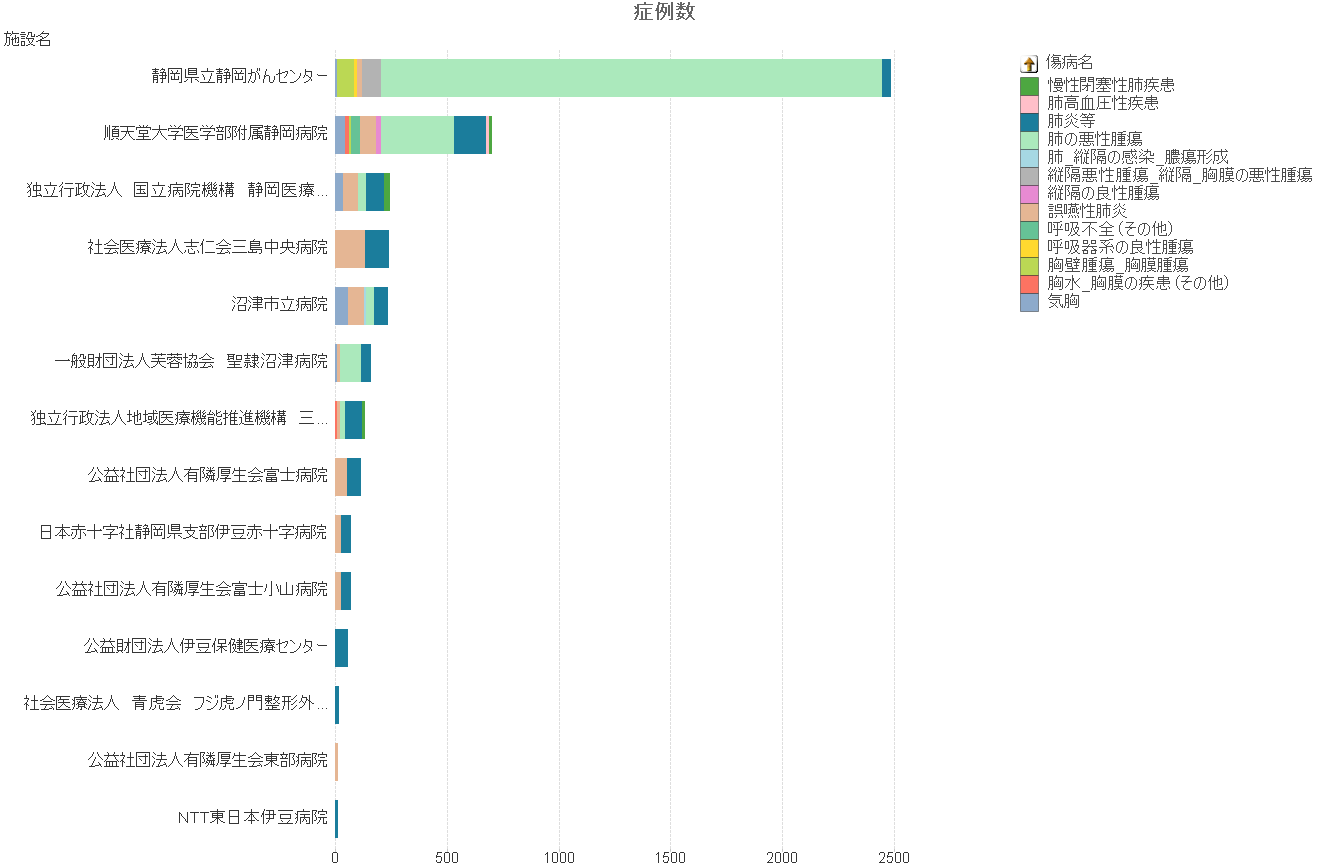 症例数
施設名
静岡県立静岡がんセンター
順天堂大学医学部附属静岡病院
独立行政法人　国立病院機構　静岡医療...
社会医療法人志仁会三島中央病院
沼津市立病院
一般財団法人芙蓉協会　聖隷沼津病院
独立行政法人地域医療機能推進機構　三...
公益社団法人有隣厚生会富士病院
日本赤十字社静岡県支部伊豆赤十字病院
公益社団法人有隣厚生会富士小山病院
公益財団法人伊豆保健医療センター
社会医療法人　青虎会　フジ虎ノ門整形外...
公益社団法人有隣厚生会東部病院
NTT東日本伊豆病院
0 500 1000 1500 2000 2500
傷病名
慢性閉塞性肺疾患
肺高血圧性疾患
肺炎等
肺の悪性腫瘍
肺_縦隔の感染_膿瘍形成
縦隔悪性腫瘍_縦隔_胸膜の悪性腫瘍
縦隔の良性腫瘍
誤嚥性肺炎
呼吸不全(その他)
呼吸器系の良性腫瘍
胸壁腫瘍_胸膜腫瘍
胸水_胸膜の疾患(その他)
気胸